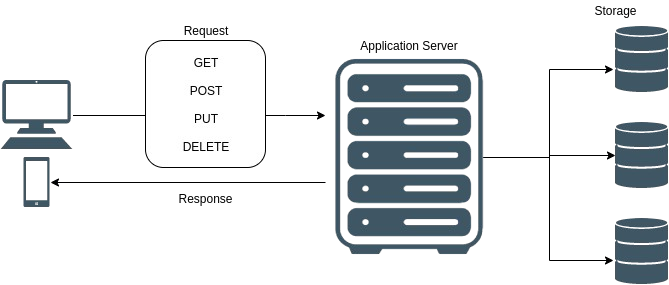 Storage
Request
Application Server
GET
POST
PUT
DELETE
Response